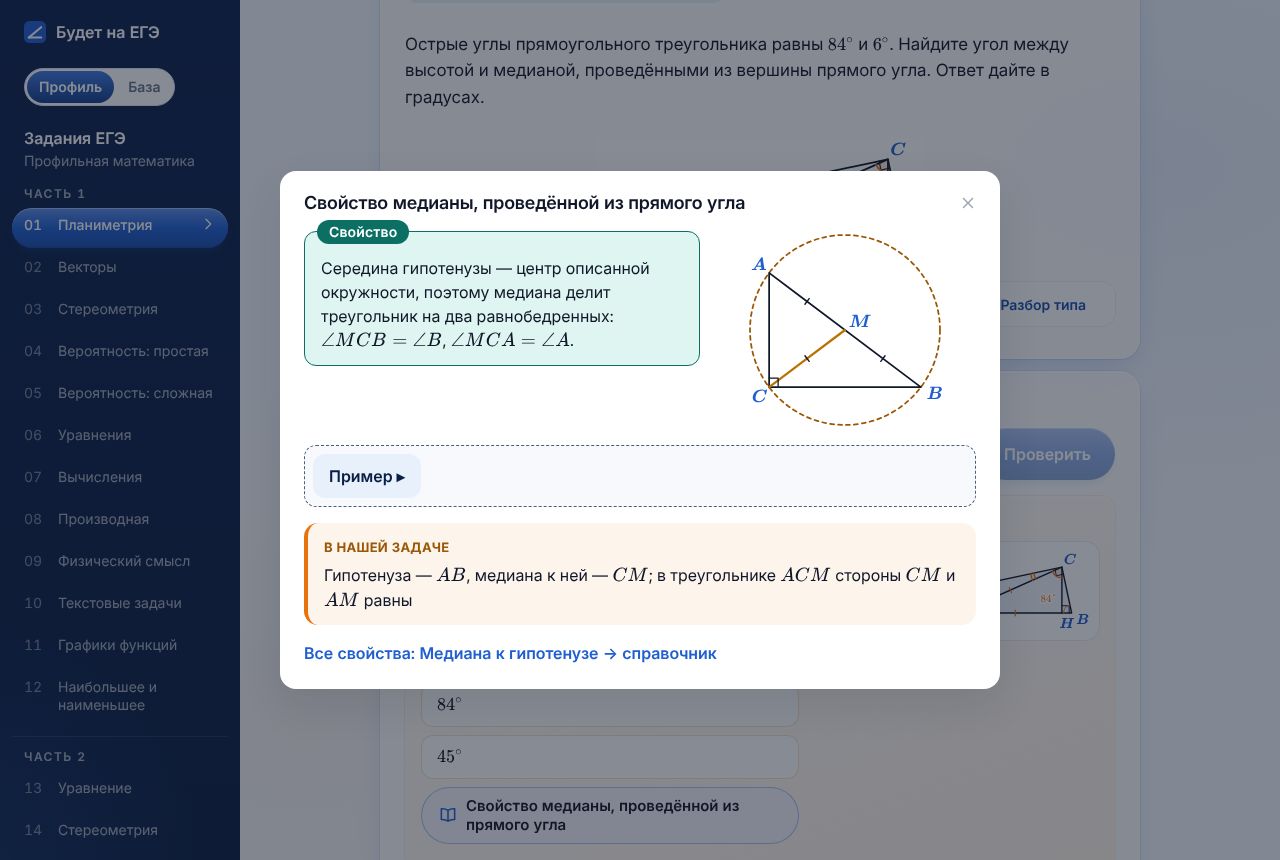 Будет на ЕГЭ
Профиль База
Задания ЕГЭ
Профильная математика
ЧАСТЬ 1
01 Планиметрия
02 Векторы
03 Стереометрия
04 Вероятность: простая
05 Вероятность: сложная
06 Уравнения
07 Вычисления
08 Производная
09 Физический смысл
10 Текстовые задачи
11 Графики функций
12 Наибольшее и
наименьшее
ЧАСТЬ 2
13 Уравнение
14 Стереометрия
Острые углы прямоугольного треугольника равны 84° и 6°. Найдите угол между
высотой и медианой, проведёнными из вершины прямого угла. Ответ дайте в
градусах.
C
Разбор типа
Проверить
C
84°
H B
Свойство медианы, проведённой из прямого угла ×
Свойство
Середина гипотенузы — центр описанной
окружности, поэтому медиана делит
треугольник на два равнобедренных:
∠MCB = ∠B, ∠MCA = ∠A.
A
M
C
B
Пример ▸
В НАШЕЙ ЗАДАЧЕ
Гипотенуза — AB, медиана к ней — CM; в треугольнике ACM стороны CM и
AM равны
Все свойства: Медиана к гипотенузе → справочник
84°
45°
Свойство медианы, проведённой из
прямого угла